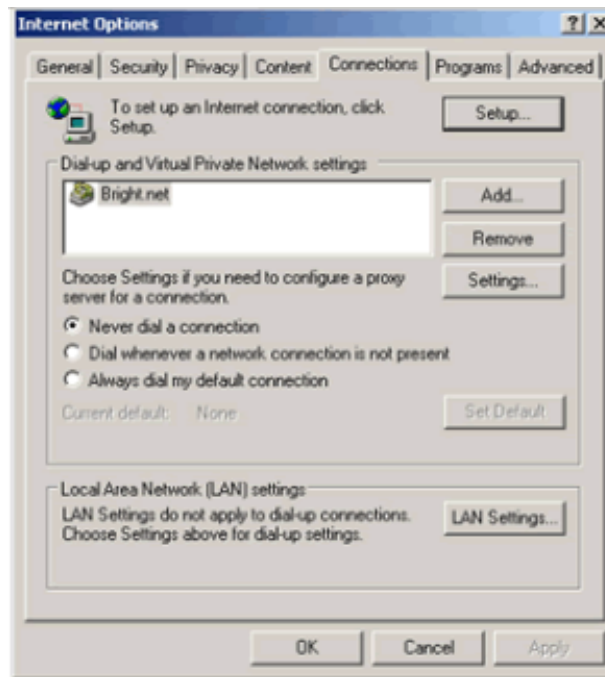 Internet Options
General Security Privacy Content Connections Programs Advanced
To set up an Internet connection, click
Setup.
Setup...
Dial-up and Virtual Private Network settings
Bright.net
Add...
Remove
Choose Settings if you need to configure a proxy
server for a connection.
Settings...
Never dial a connection
Dial whenever a network connection is not present
Always dial my default connection
Current default: None
Set Default
Local Area Network (LAN) settings
LAN Settings do not apply to dial-up connections.
Choose Settings above for dial-up settings.
LAN Settings...
OK Cancel Apply